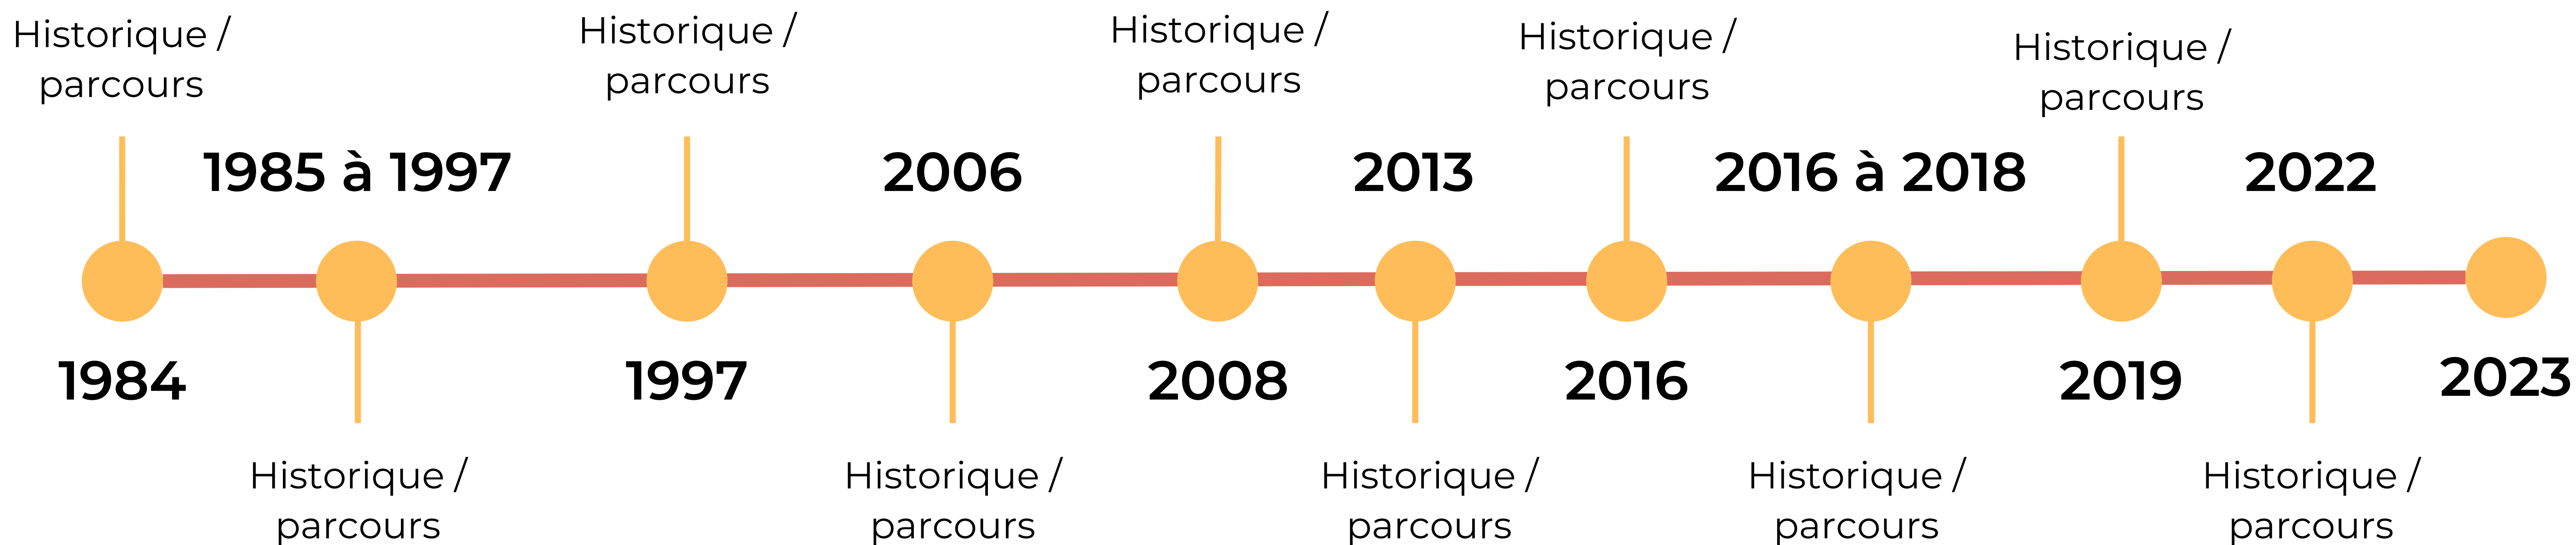 Historique /
parcours
Historique /
parcours
Historique /
parcours
Historique /
parcours
Historique /
parcours
1985 à 1997
2006
2013
2016 à 2018
2022
1984
1997
2008
2016
2019
2023
Historique /
parcours
Historique /
parcours
Historique /
parcours
Historique /
parcours
Historique /
parcours